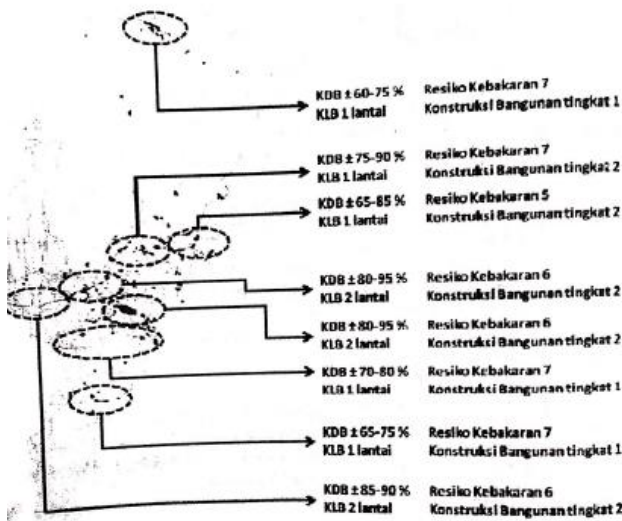 KDB ± 60-75 % Resiko Kebakaran 7
KLB 1 lantai Konstruksi Bangunan tingkat 1
KDB ± 75-90 % Resiko Kebakaran 7
KLB 1 lantai Konstruksi Bangunan tingkat 2
KDB ± 65-85 % Resiko Kebakaran 5
KLB 1 lantai Konstruksi Bangunan tingkat 2
KDB ± 80-95 % Resiko Kebakaran 6
KLB 2 lantai Konstruksi Bangunan tingkat 2
KDB ± 80-95 % Resiko Kebakaran 6
KLB 2 lantai Konstruksi Bangunan tingkat 2
KDB ± 70-80 % Resiko Kebakaran 7
KLB 1 lantai Konstruksi Bangunan tingkat 1
KDB ± 65-75 % Resiko Kebakaran 7
KLB 1 lantai Konstruksi Bangunan tingkat 1
KDB ± 85-90 % Resiko Kebakaran 6
KLB 2 lantai Konstruksi Bangunan tingkat 2